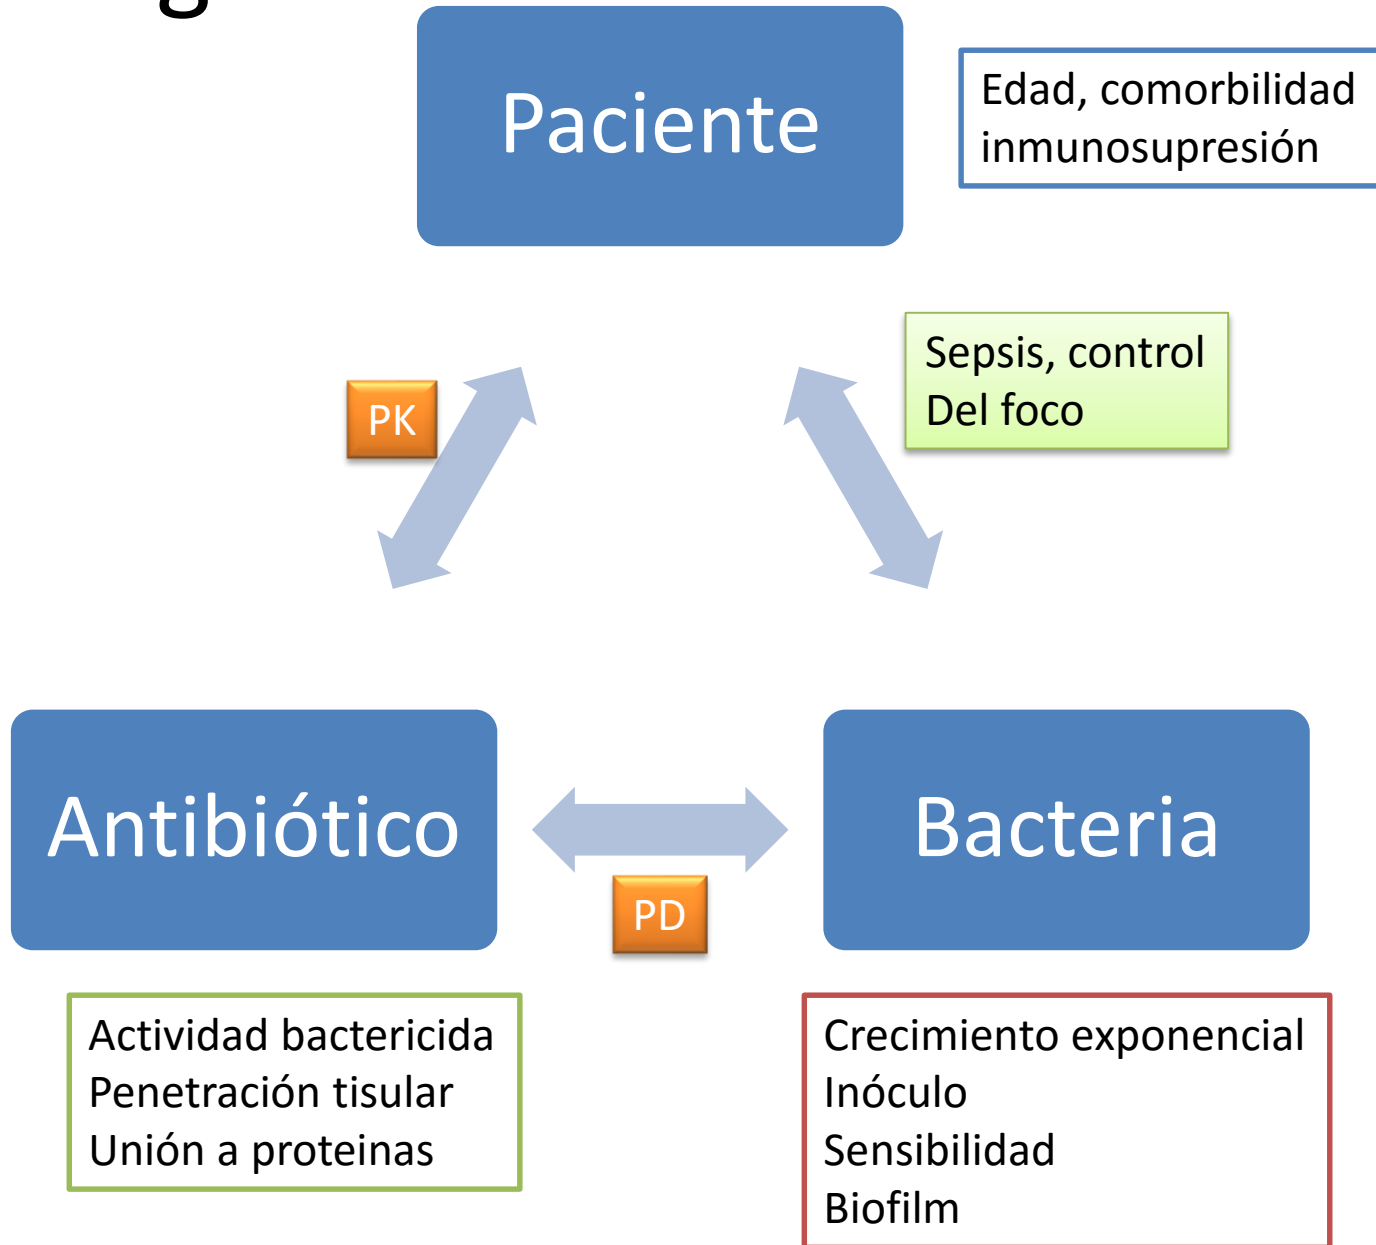 g
Paciente
Edad, comorbilidad
inmunosupresión
Sepsis, control
Del foco
PK
Antibiótico
Bacteria
PD
Actividad bactericida
Penetración tisular
Unión a proteinas
Crecimiento exponencial
Inóculo
Sensibilidad
Biofilm